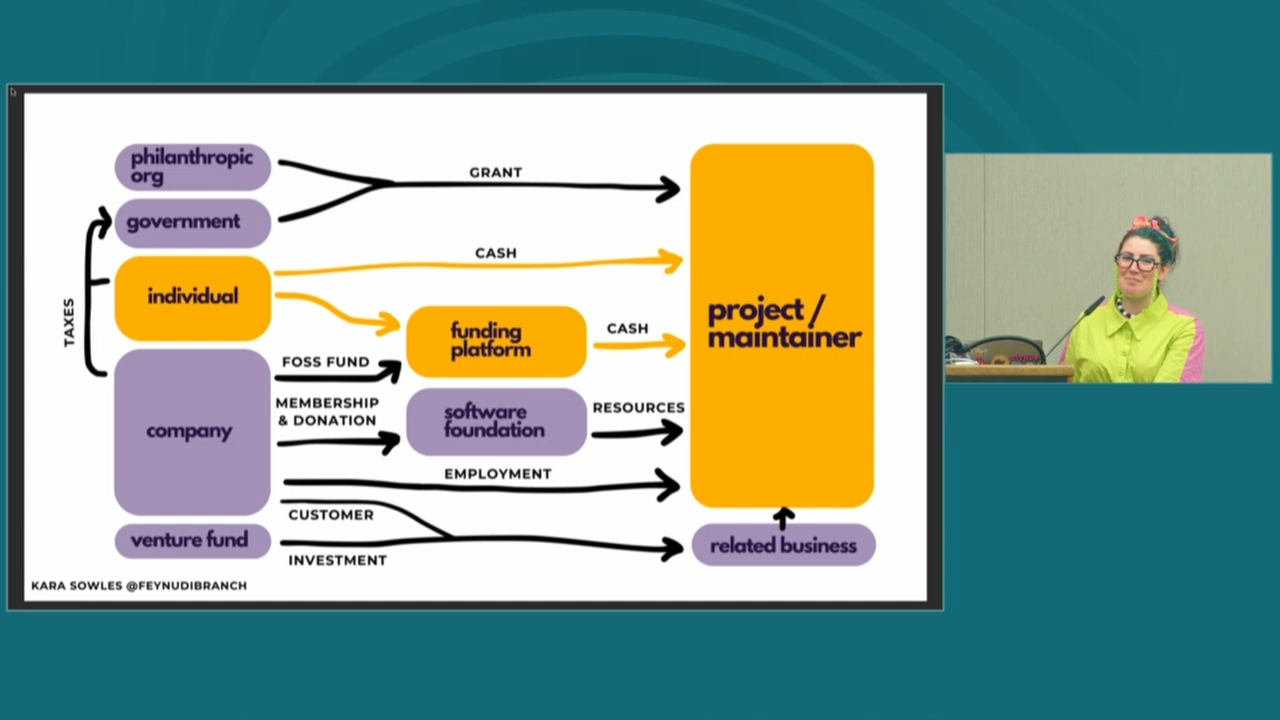 philanthropic
org
GRANT
government
CASH
individual
TAXES
project /
maintainer
funding
platform
CASH
FOSS FUND
MEMBERSHIP
& DONATION
company
software
foundation
RESOURCES
EMPLOYMENT
CUSTOMER
venture fund
INVESTMENT
related business
KARA SOWLES @FEYNUDIBRANCH